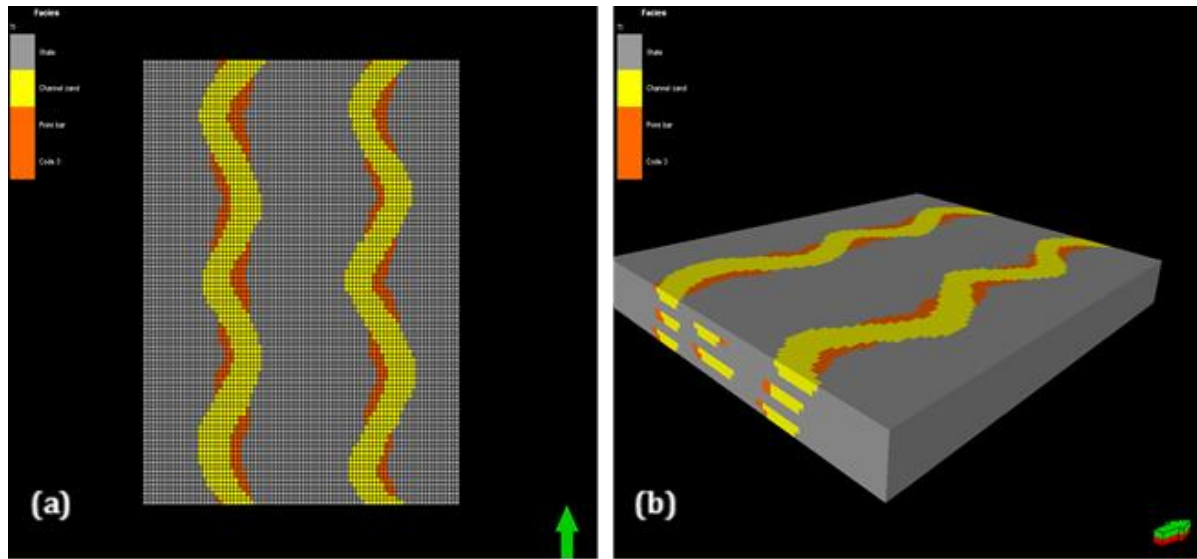 Facies
Shale
Channel sand
Point bar
Code 3
(a)
Facies
Shale
Channel sand
Point bar
Code 3
(b)